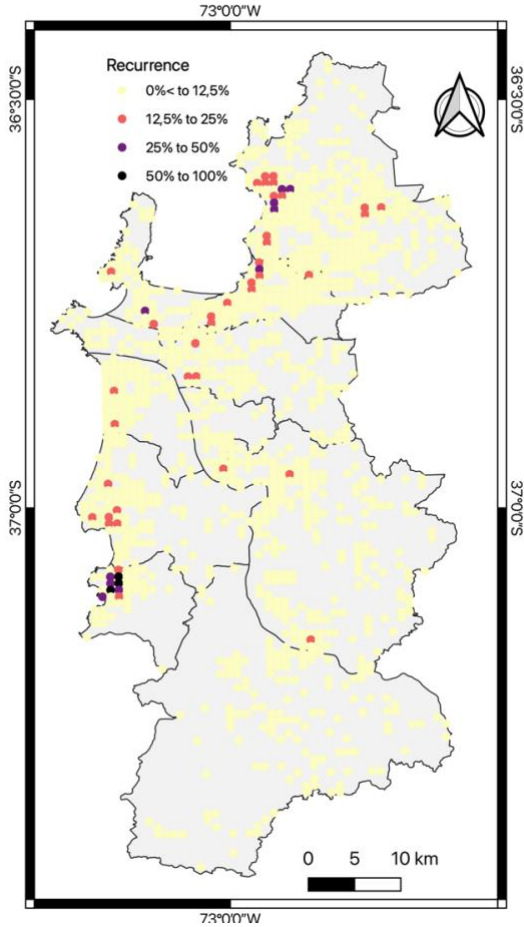 73°0'0"W
36°30'0"S
36°30'0"S
Recurrence
0%< to 12,5%
12,5% to 25%
25% to 50%
50% to 100%
37°0'0"S
37°0'0"S
0 5 10 km
73°0'0"W